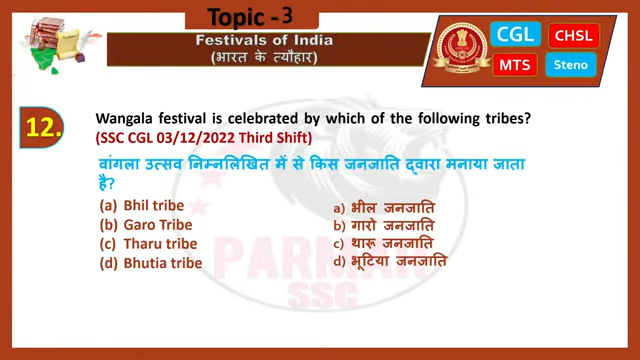 Topic -3
Festivals of India
(भारत के त्यौहार)
CGL
CHSL
MTS
Steno
12.
Wangala festival is celebrated by which of the following tribes?
(SSC CGL 03/12/2022 Third Shift)
वांगला उत्सव निम्नलिखित में से किस जनजाति द्वारा मनाया जाता
है?
(a) Bhil tribe
(b) Garo Tribe
(c) Tharu tribe
(d) Bhutia tribe
a) भील जनजाति
b) गारो जनजाति
c) थारू जनजाति
d) भूटिया जनजाति
PARMAR
SSC